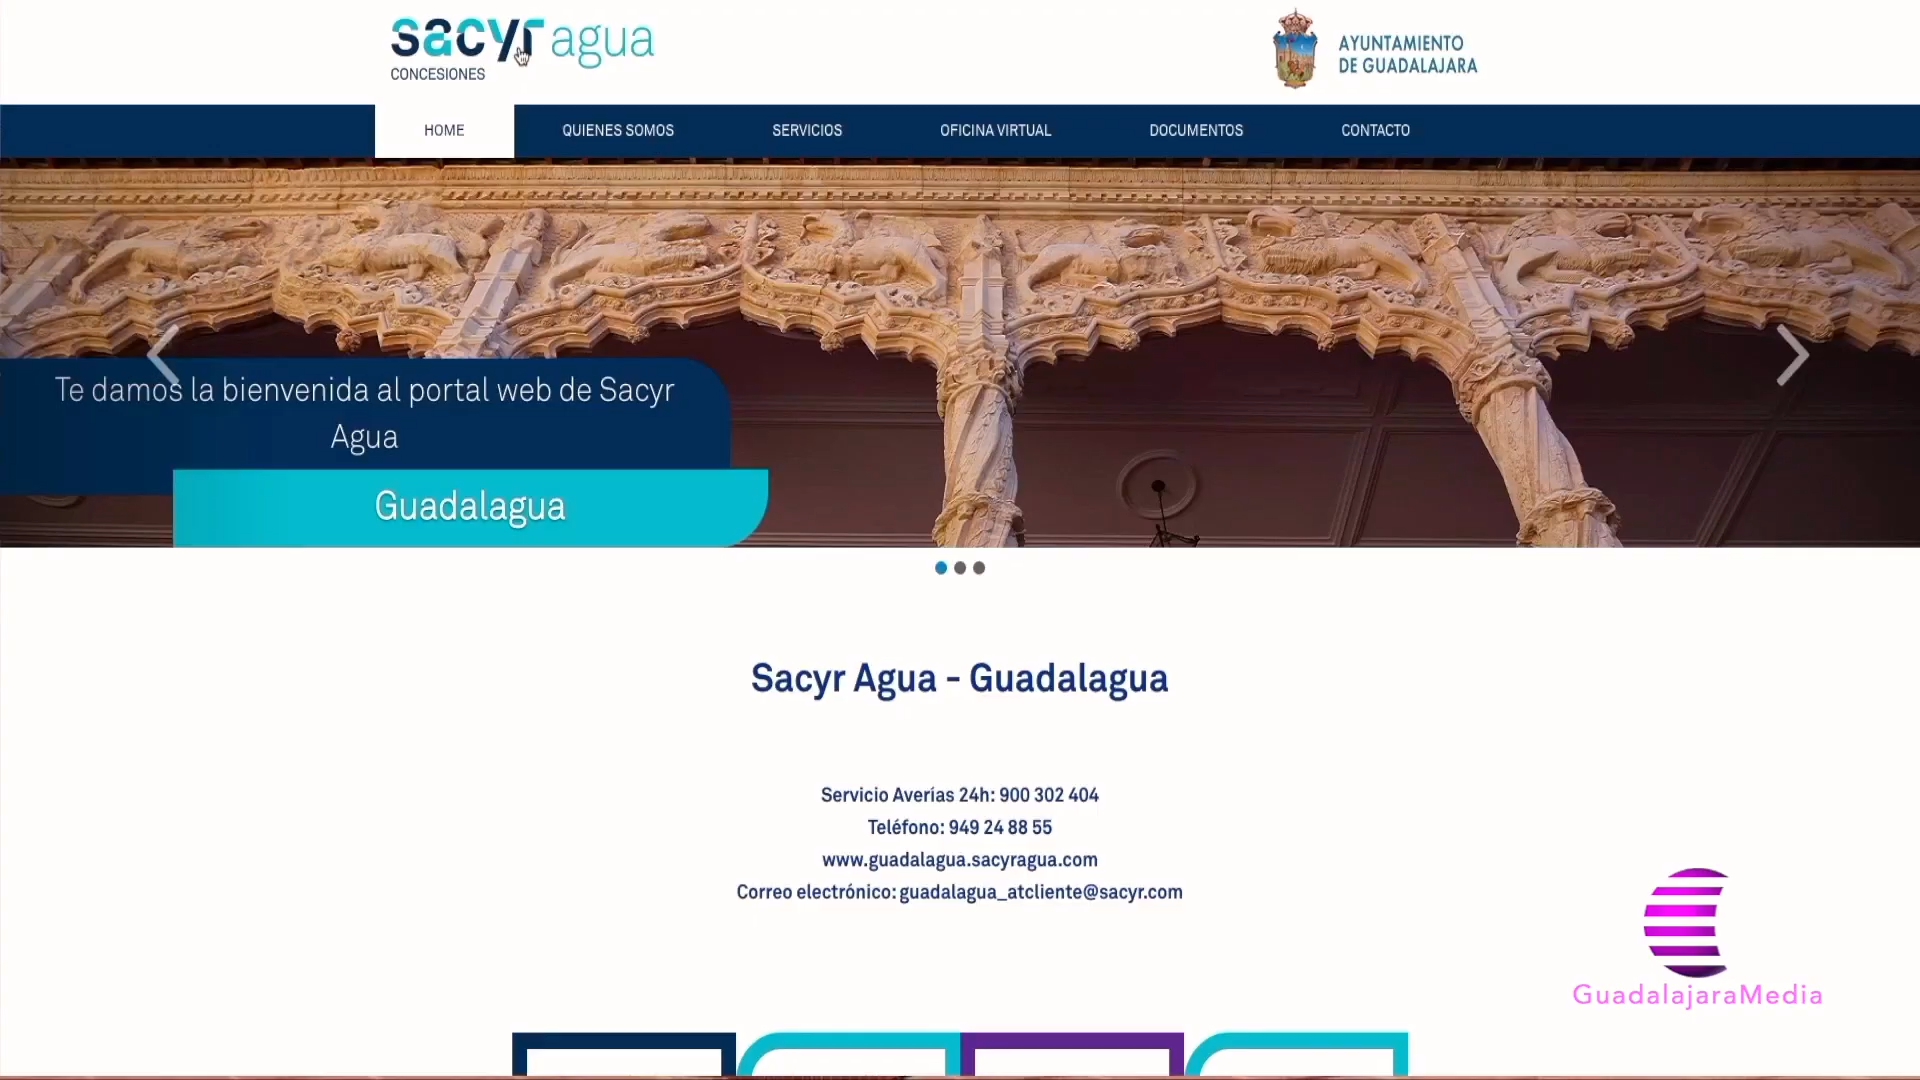 sacyr agua
CONCESIONES
AYUNTAMIENTO
DE GUADALAJARA
HOME
QUIENES SOMOS
SERVICIOS
OFICINA VIRTUAL
DOCUMENTOS
CONTACTO
Te damos la bienvenida al portal web de Sacyr
Agua
Guadalagua
Sacyr Agua - Guadalagua
Servicio Averías 24h: 900 302 404
Teléfono: 949 24 88 55
www.guadalagua.sacyragua.com
Correo electrónico: guadalagua_atcliente@sacyr.com
GuadalajaraMedia